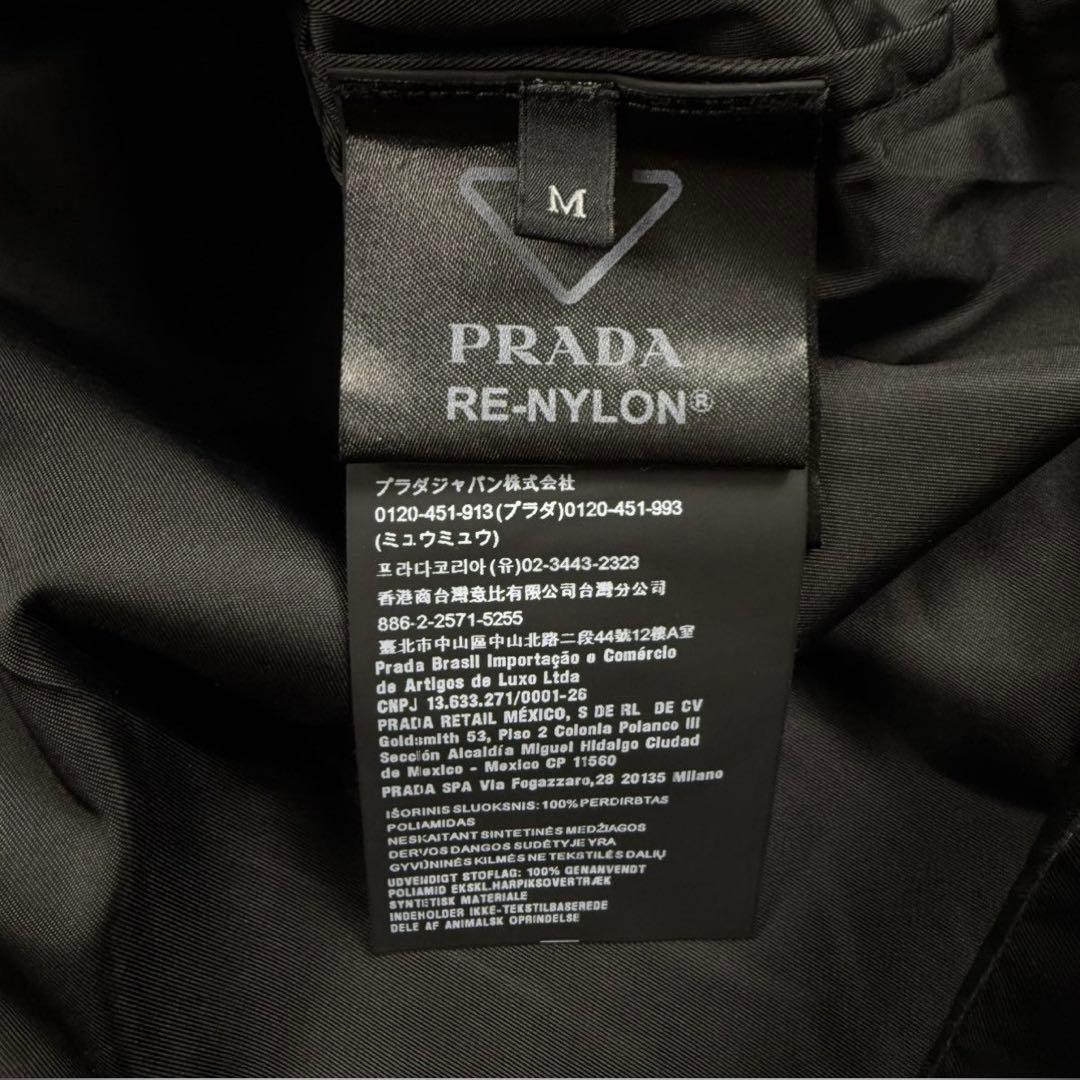 M
PRADA
RE-NYLON®
プラダジャパン株式会社
0120-451-913(プラダ)0120-451-993
(ミュウミュウ)
프라다코리아(유)02-3443-2323
香港商台灣意比有限公司台灣分公司
886-2-2571-5255
臺北市中山區中山北路二段44號12樓A室
Prada Brasil Importação e Comércio
de Artigos de Luxo Ltda
CNPJ 13.633.271/0001-26
PRADA RETAIL MÉXICO, S DE RL DE CV
Goldsmith 53, Piso 2 Colonia Polanco III
Sección Alcaldía Miguel Hidalgo Ciudad
de Mexico - Mexico CP 11560
PRADA SPA Via Fogazzaro,28 20135 Milano
IŠORINIS SLUOKSNIS: 100% PERDIRBTAS
POLIAMIDAS
NESKAITANT SINTETINĖS MEDŽIAGOS
DERVOS DANGOS SUDĖTYJE YRA
GYVŪNINĖS KILMĖS NE TEKSTILĖS DALIŲ
UDVENDIGT STOFLAG: 100% GENANVENDT
POLIAMID EKSKL.HARPIKSOVERTRÆK
SYNTETISK MATERIALE
INDEHOLDER IKKE-TEKSTILBASEREDE
DELE AF ANIMALSK OPRINDELSE